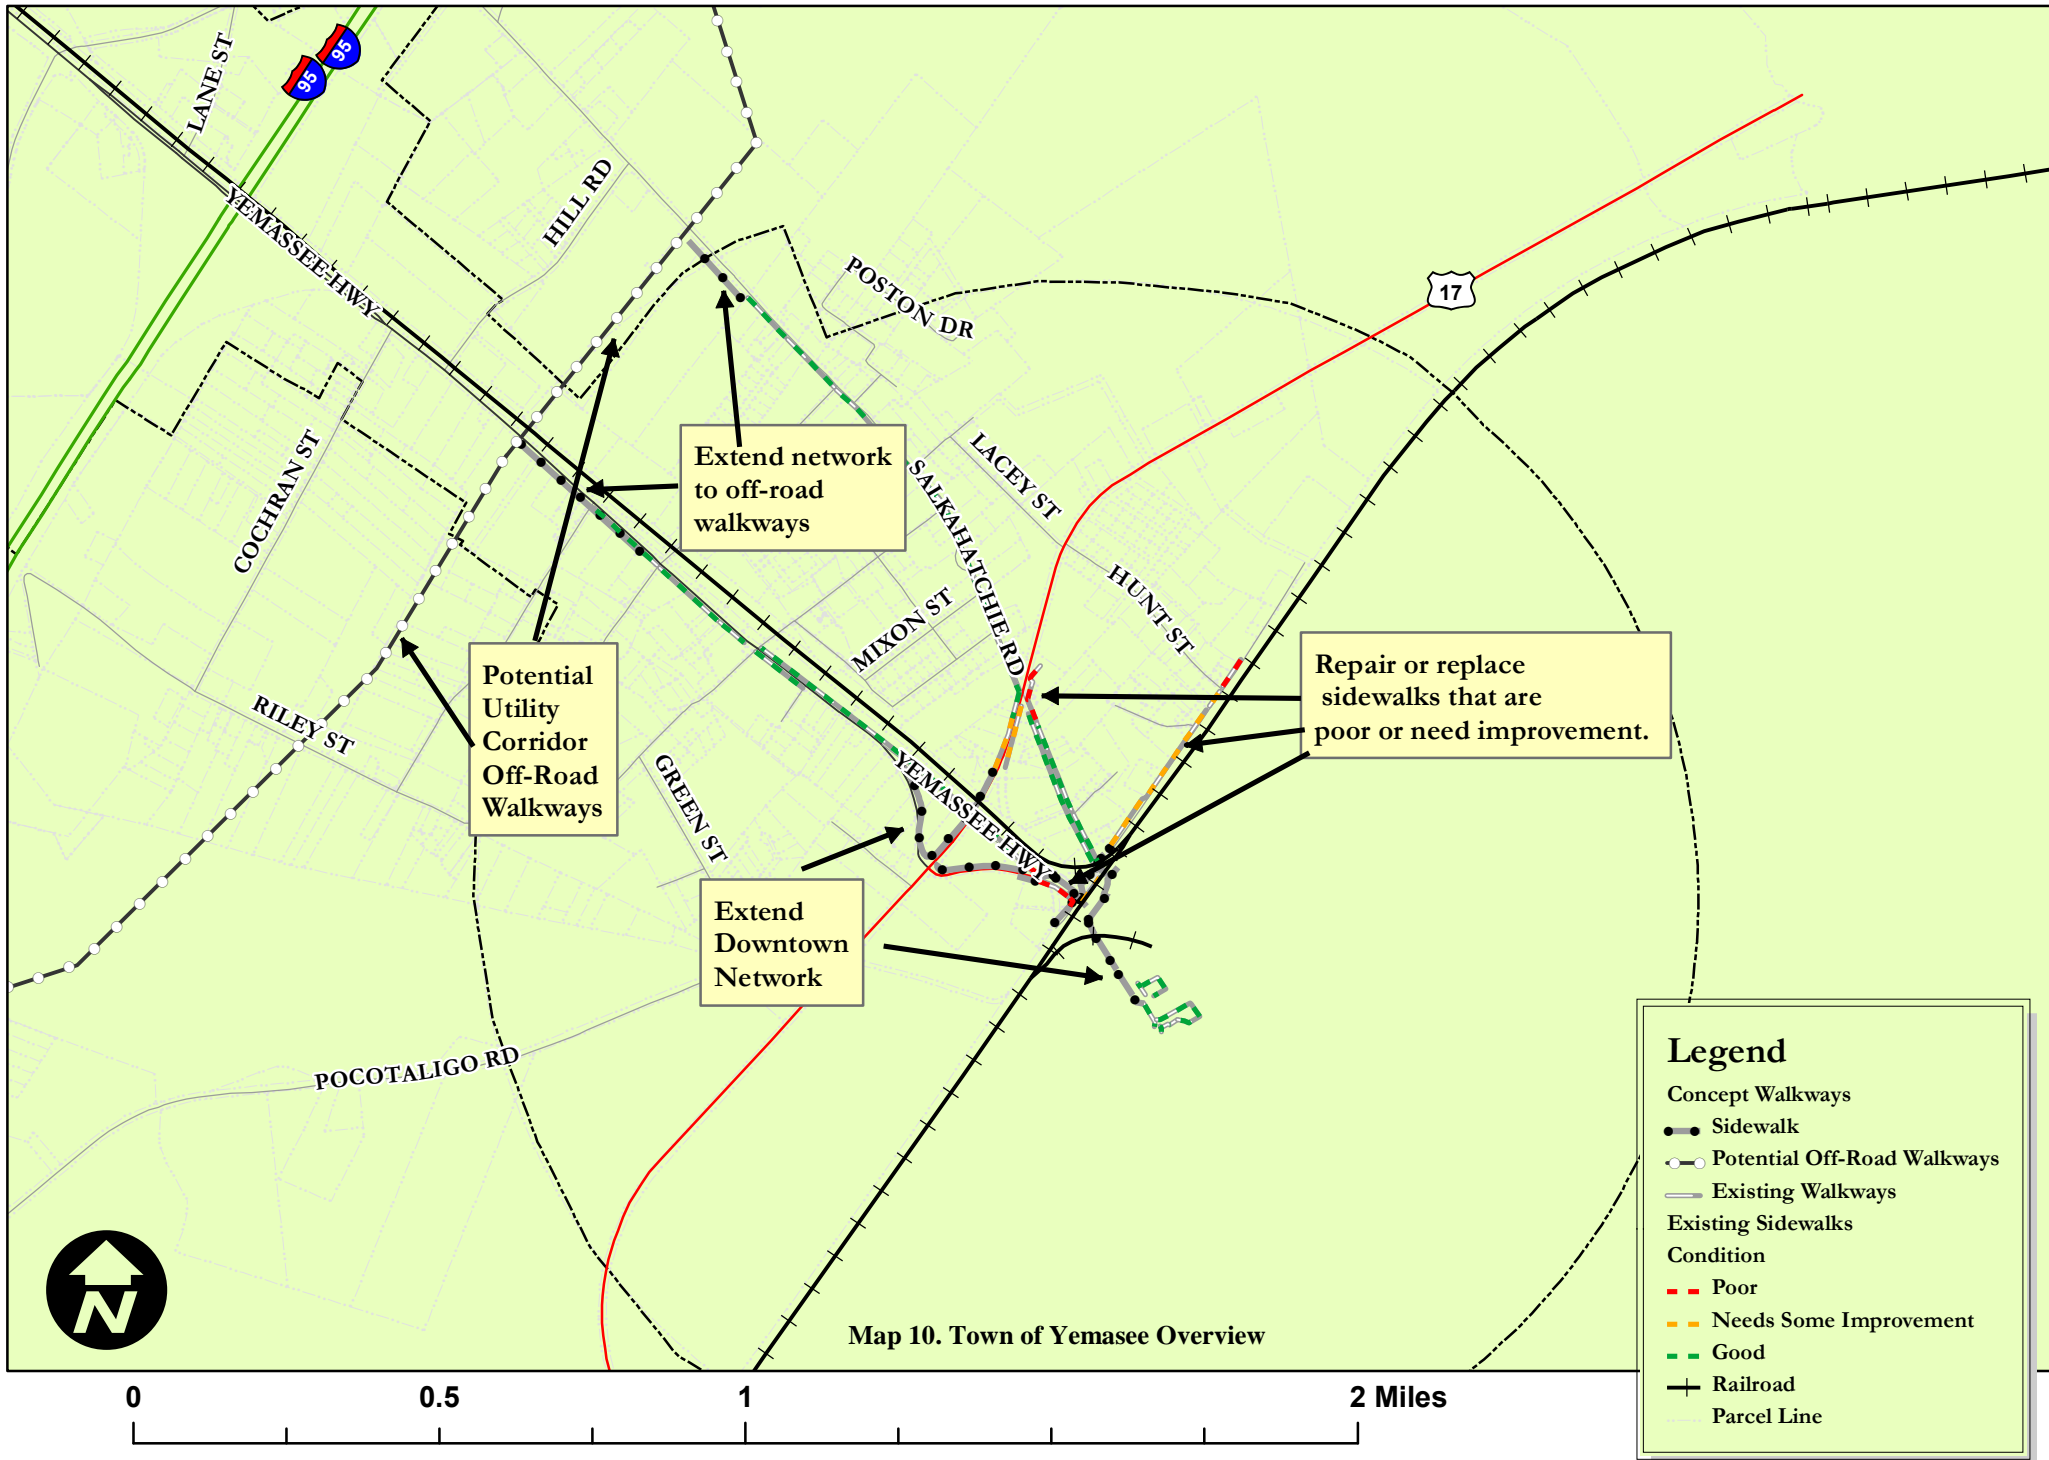 95
95
LANE ST
YEMASSEE HWY
HILL RD
POSTON DR
17
COCHRAN ST
Extend network
to off-road
walkways
SALKAHATCHIE RD
LACEY ST
HUNT ST
MIXON ST
Potential
Utility
Corridor
Off-Road
Walkways
Repair or replace
sidewalks that are
poor or need improvement.
RILEY ST
GREEN ST
YEMASSEE HWY
Extend
Downtown
Network
POCOTALIGO RD
Legend
Concept Walkways
Sidewalk
Potential Off-Road Walkways
Existing Walkways
Existing Sidewalks
Condition
Poor
Needs Some Improvement
Good
Railroad
Parcel Line
N
Map 10. Town of Yemasee Overview
0 0.5 1 2 Miles